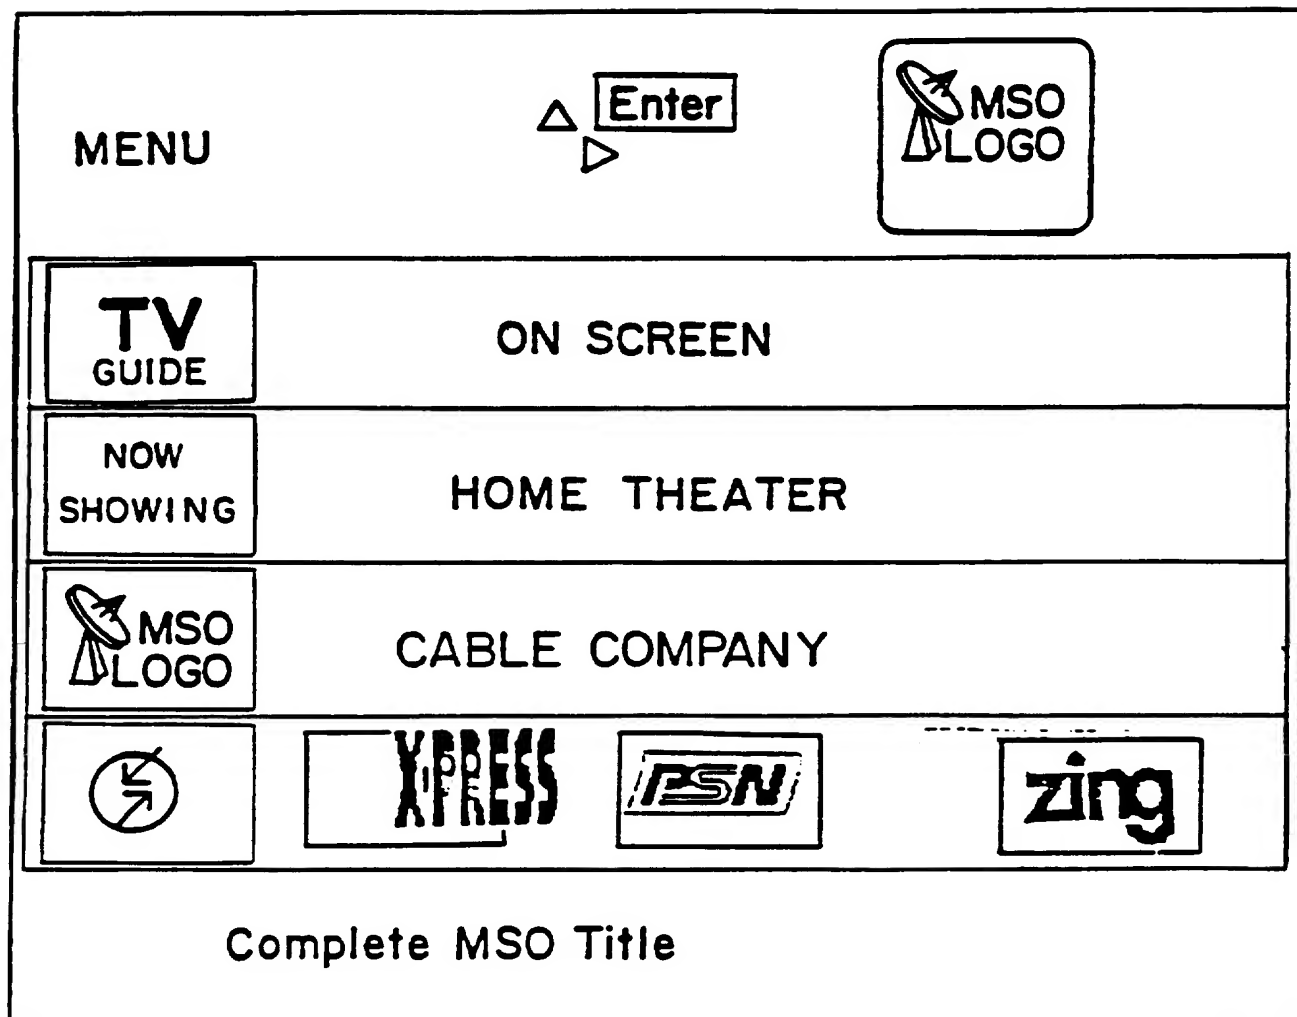 MENU
Enter
MSO
LOGO
TV
GUIDE
ON SCREEN
NOW
SHOWING
HOME THEATER
MSO
LOGO
CABLE COMPANY
X·PRESS
PSN
zing
Complete MSO Title